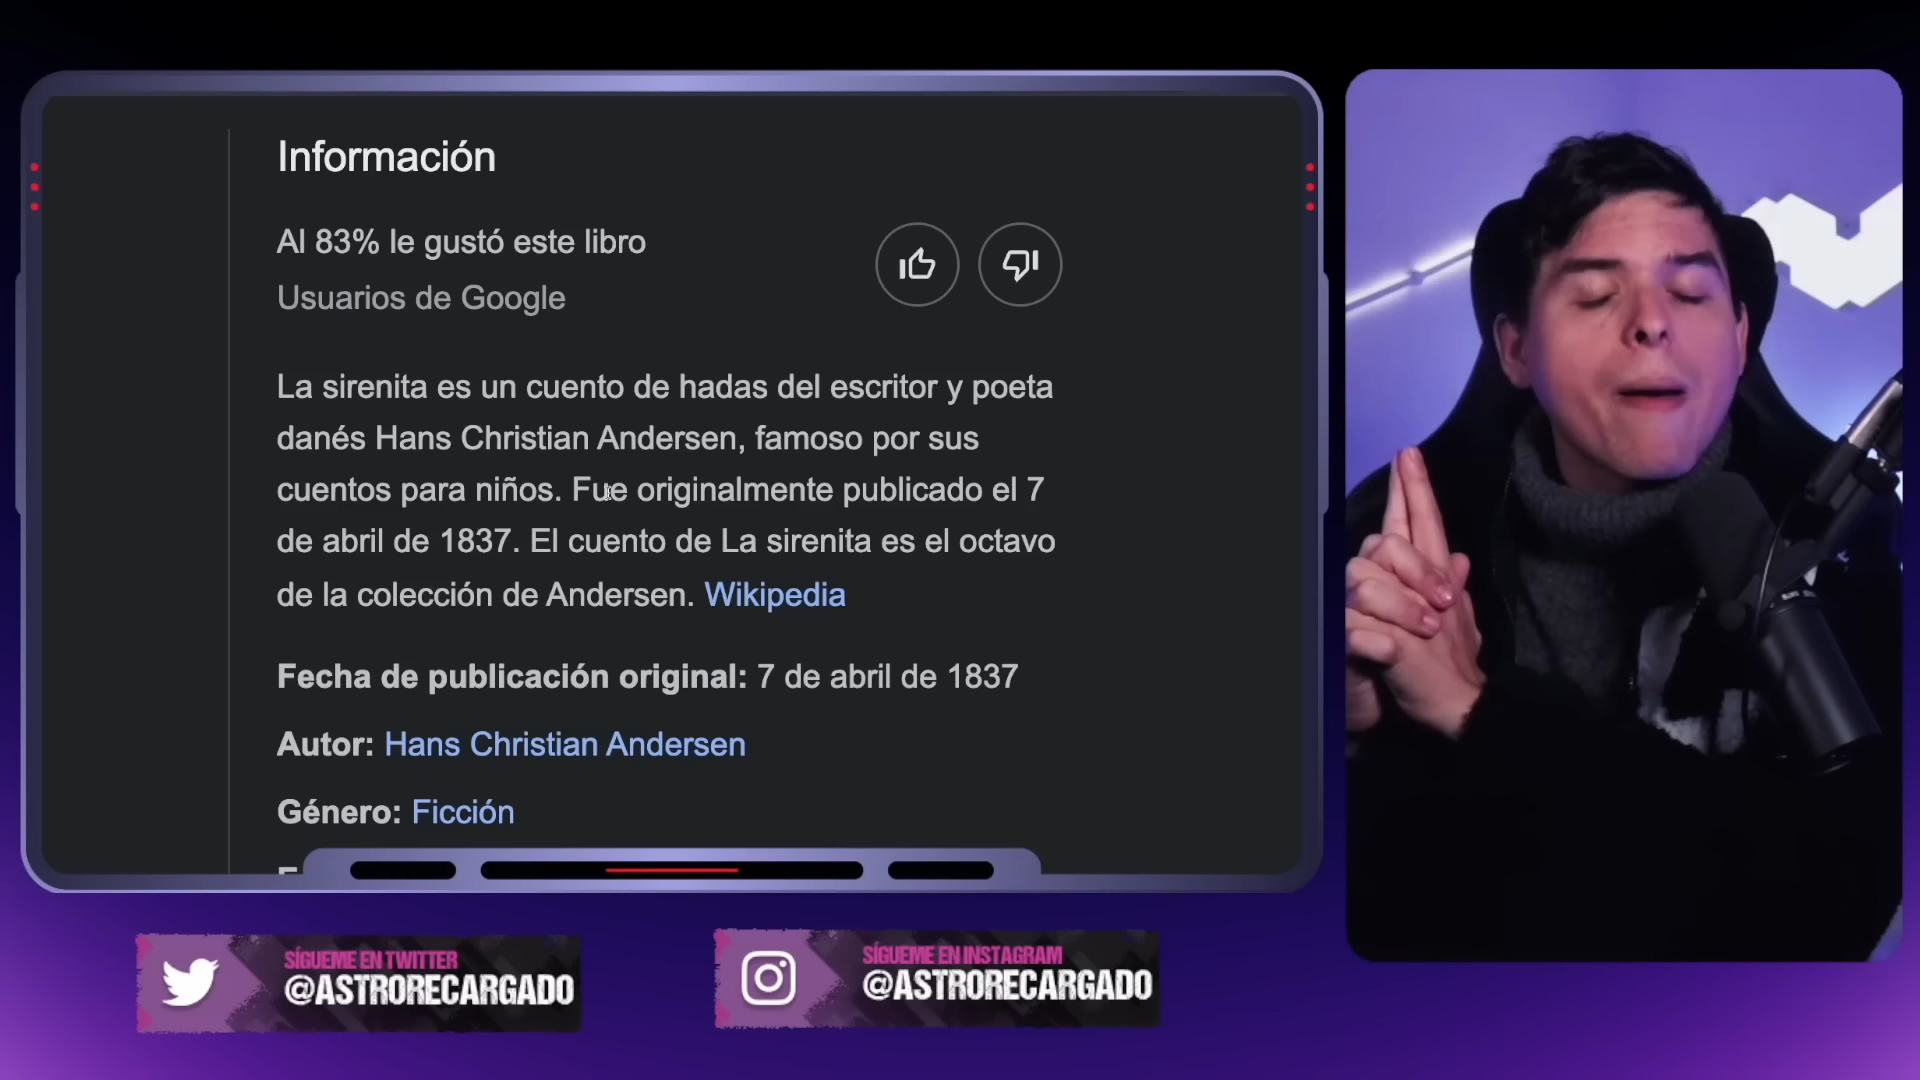 Información
Al 83% le gustó este libro
Usuarios de Google
La sirenita es un cuento de hadas del escritor y poeta
danés Hans Christian Andersen, famoso por sus
cuentos para niños. Fue originalmente publicado el 7
de abril de 1837. El cuento de La sirenita es el octavo
de la colección de Andersen. Wikipedia
Fecha de publicación original: 7 de abril de 1837
Autor: Hans Christian Andersen
Género: Ficción
SÍGUEME EN TWITTER
@ASTRORECARGADO
SÍGUEME EN INSTAGRAM
@ASTRORECARGADO